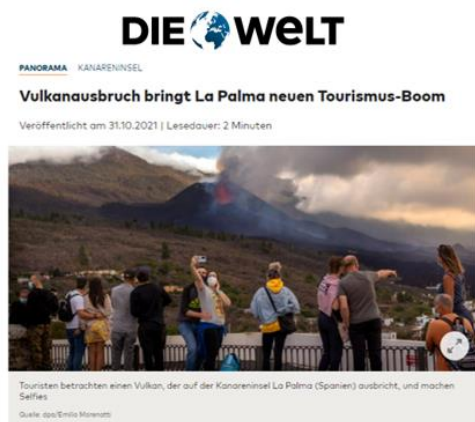 DIE WELT
PANORAMA KANARENINSEL
Vulkanausbruch bringt La Palma neuen Tourismus-Boom
Veröffentlicht am 31.10.2021 | Lesedauer: 2 Minuten
Touristen betrachten einen Vulkan, der auf der Kanareninsel La Palma (Spanien) ausbricht, und machen
Selfies
Quelle: dpa/Emilio Morenatti